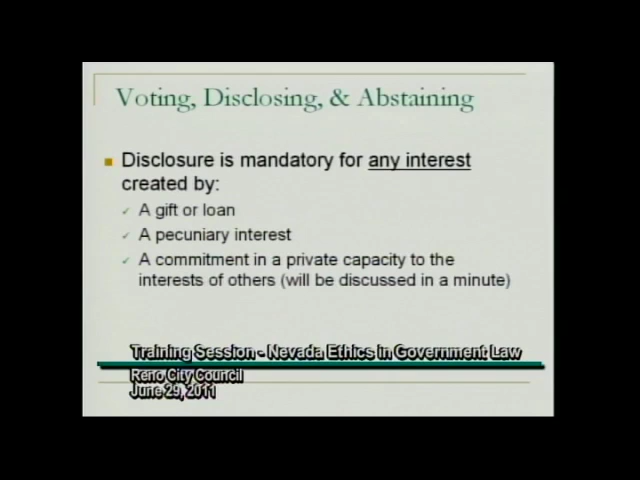 Voting, Disclosing, & Abstaining
Disclosure is mandatory for any interest
created by:
A gift or loan
A pecuniary interest
A commitment in a private capacity to the
interests of others (will be discussed in a minute)
Training Session - Nevada Ethics in Government Law
Reno City Council
June 29, 2011